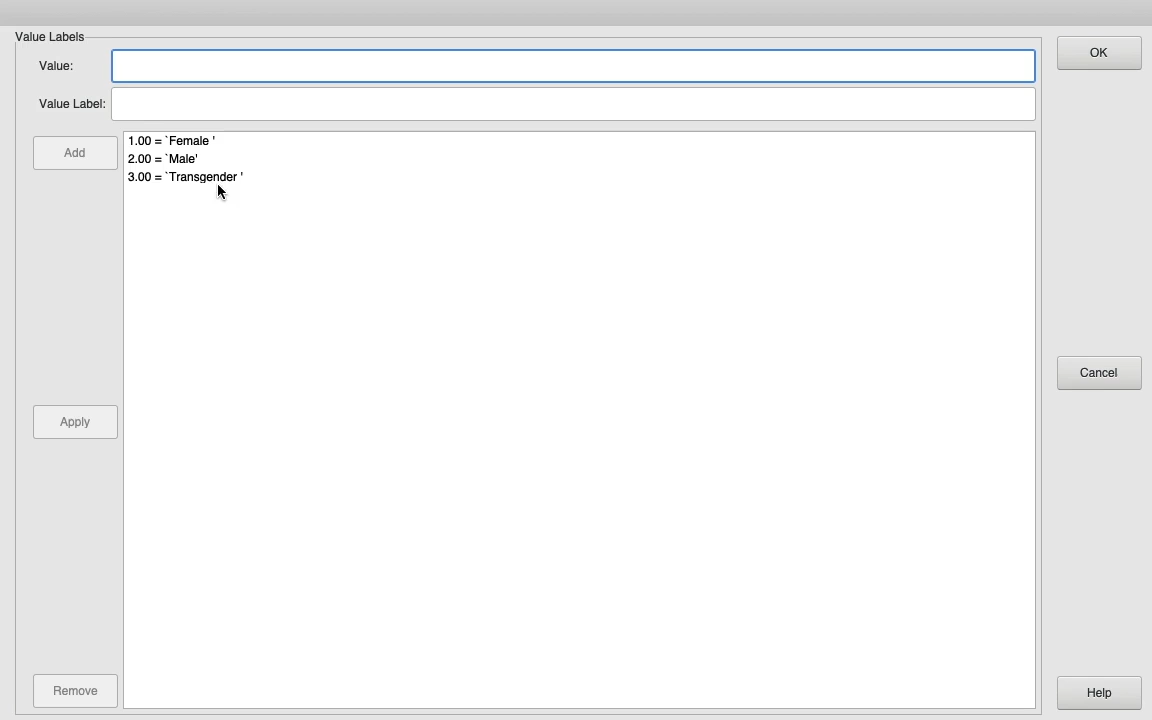 Value Labels
Value:
Value Label:
OK
Add
1.00 = `Female '
2.00 = `Male'
3.00 = `Transgender '
Cancel
Apply
Remove
Help